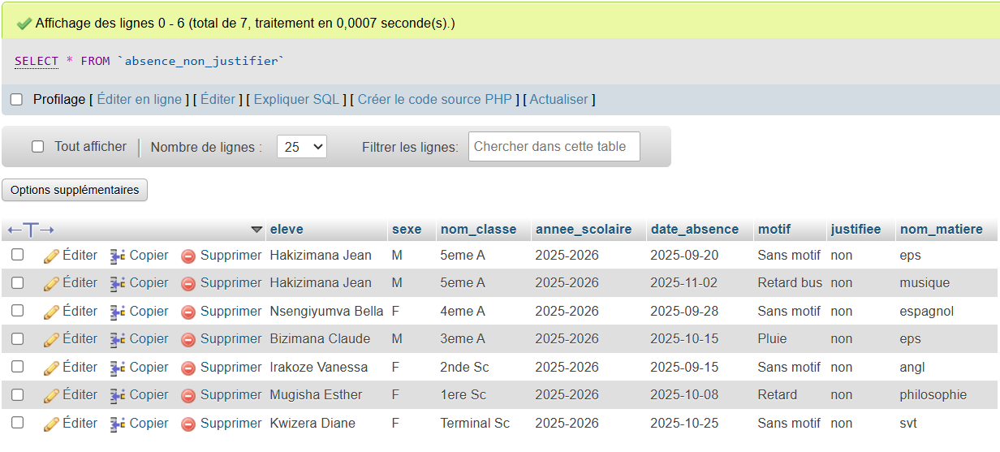 Affichage des lignes 0 - 6 (total de 7, traitement en 0,0007 seconde(s).)
SELECT * FROM `absence_non_justifier`
Profilage [ Éditer en ligne ] [ Éditer ] [ Expliquer SQL ] [ Créer le code source PHP ] [ Actualiser ]
Tout afficher Nombre de lignes : 25 Filtrer les lignes: Chercher dans cette table
Options supplémentaires
←T→ eleve sexe nom_classe annee_scolaire date_absence motif justifiee nom_matiere
Éditer Copier Supprimer Hakizimana Jean M 5eme A 2025-2026 2025-09-20 Sans motif non eps
Éditer Copier Supprimer Hakizimana Jean M 5eme A 2025-2026 2025-11-02 Retard bus non musique
Éditer Copier Supprimer Nsengiyumva Bella F 4eme A 2025-2026 2025-09-28 Sans motif non espagnol
Éditer Copier Supprimer Bizimana Claude M 3eme A 2025-2026 2025-10-15 Pluie non eps
Éditer Copier Supprimer Irakoze Vanessa F 2nde Sc 2025-2026 2025-09-15 Sans motif non angl
Éditer Copier Supprimer Mugisha Esther F 1ere Sc 2025-2026 2025-10-08 Retard non philosophie
Éditer Copier Supprimer Kwizera Diane F Terminal Sc 2025-2026 2025-10-25 Sans motif non svt